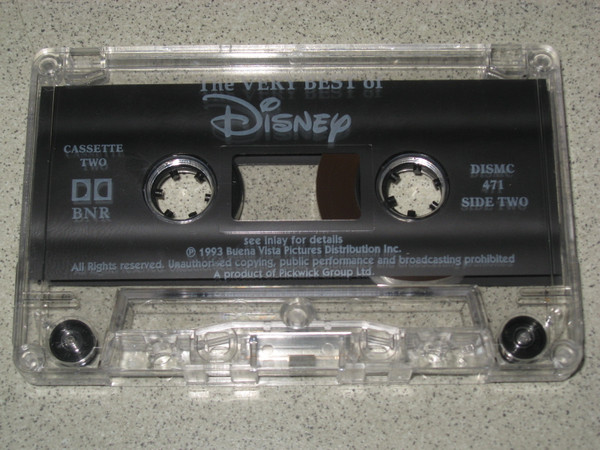 The VERY BEST of
Disney
CASSETTE
TWO
BNR
DISMC
471
SIDE TWO
see inlay for details
℗ 1993 Buena Vista Pictures Distribution Inc.
All Rights reserved. Unauthorised copying, public performance and broadcasting prohibited
A product of Pickwick Group Ltd.